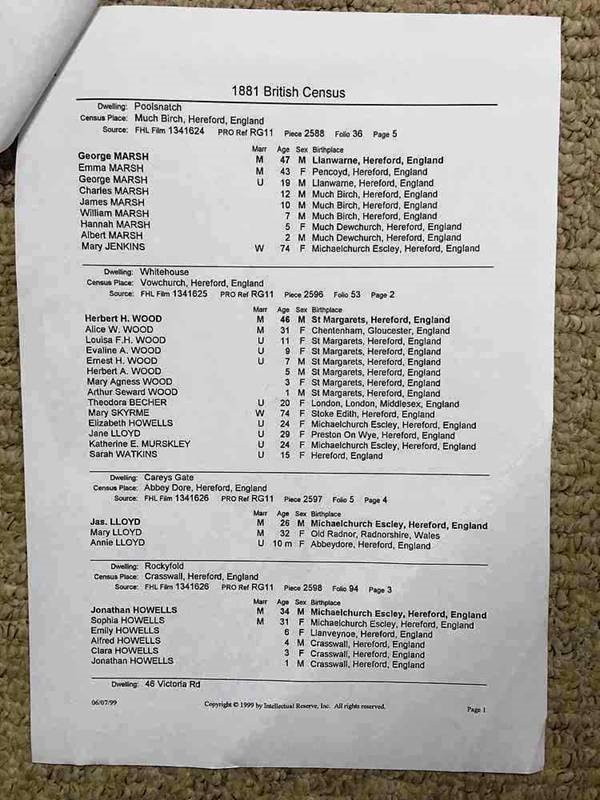 1881 British Census
Dwelling: Poolsnatch
Census Place: Much Birch, Hereford, England
Source: FHL Film 1341624 PRO Ref RG11 Piece 2588 Folio 36 Page 5
Marr Age Sex Birthplace
George MARSH M 47 M Llanwarne, Hereford, England
Emma MARSH M 43 F Pencoyd, Hereford, England
George MARSH U 19 M Llanwarne, Hereford, England
Charles MARSH 12 M Much Birch, Hereford, England
James MARSH 10 M Much Birch, Hereford, England
William MARSH 7 M Much Birch, Hereford, England
Hannah MARSH 5 F Much Dewchurch, Hereford, England
Albert MARSH 2 M Much Dewchurch, Hereford, England
Mary JENKINS W 74 F Michaelchurch Escley, Hereford, England
Dwelling: Whitehouse
Census Place: Vowchurch, Hereford, England
Source: FHL Film 1341625 PRO Ref RG11 Piece 2596 Folio 53 Page 2
Marr Age Sex Birthplace
Herbert H. WOOD M 46 M St Margarets, Hereford, England
Alice W. WOOD M 31 F Chentenham, Gloucester, England
Louisa F.H. WOOD U 11 F St Margarets, Hereford, England
Evaline A. WOOD U 9 F St Margarets, Hereford, England
Ernest H. WOOD U 7 M St Margarets, Hereford, England
Herbert A. WOOD 5 M St Margarets, Hereford, England
Mary Agness WOOD 3 F St Margarets, Hereford, England
Arthur Seward WOOD 1 M St Margarets, Hereford, England
Theodora BECHER U 20 F London, London, Middlesex, England
Mary SKYRME W 74 F Stoke Edith, Hereford, England
Elizabeth HOWELLS U 24 F Michaelchurch Escley, Hereford, England
Jane LLOYD U 29 F Preston On Wye, Hereford, England
Katherine E. MURSKLEY U 24 F Michaelchurch Escley, Hereford, England
Sarah WATKINS U 15 F Hereford, England
Dwelling: Careys Gate
Census Place: Abbey Dore, Hereford, England
Source: FHL Film 1341626 PRO Ref RG11 Piece 2597 Folio 5 Page 4
Marr Age Sex Birthplace
Jas. LLOYD M 26 M Michaelchurch Escley, Hereford, England
Mary LLOYD M 32 F Old Radnor, Radnorshire, Wales
Annie LLOYD U 10 m F Abbeydore, Hereford, England
Dwelling: Rockyfold
Census Place: Crasswall, Hereford, England
Source: FHL Film 1341626 PRO Ref RG11 Piece 2598 Folio 94 Page 3
Marr Age Sex Birthplace
Jonathan HOWELLS M 34 M Michaelchurch Escley, Hereford, England
Sophia HOWELLS M 31 F Michaelchurch Escley, Hereford, England
Emily HOWELLS 6 F Llanveynoe, Hereford, England
Alfred HOWELLS 4 M Crasswall, Hereford, England
Clara HOWELLS 3 F Crasswall, Hereford, England
Jonathan HOWELLS 1 M Crasswall, Hereford, England
Dwelling: 46 Victoria Rd
06/07/99 Copyright © 1999 by Intellectual Reserve, Inc. All rights reserved. Page 1